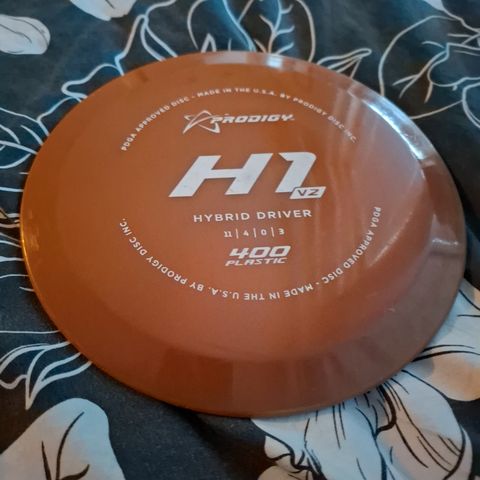 PDGA APPROVED DISC - MADE IN THE U.S.A. BY PRODIGY DISC INC.
PRODIGY
H1 V2
HYBRID DRIVER
11 | 4 | 0 | 3
400
PLASTIC
PDGA APPROVED DISC - MADE IN THE U.S.A. BY PRODIGY DISC INC.